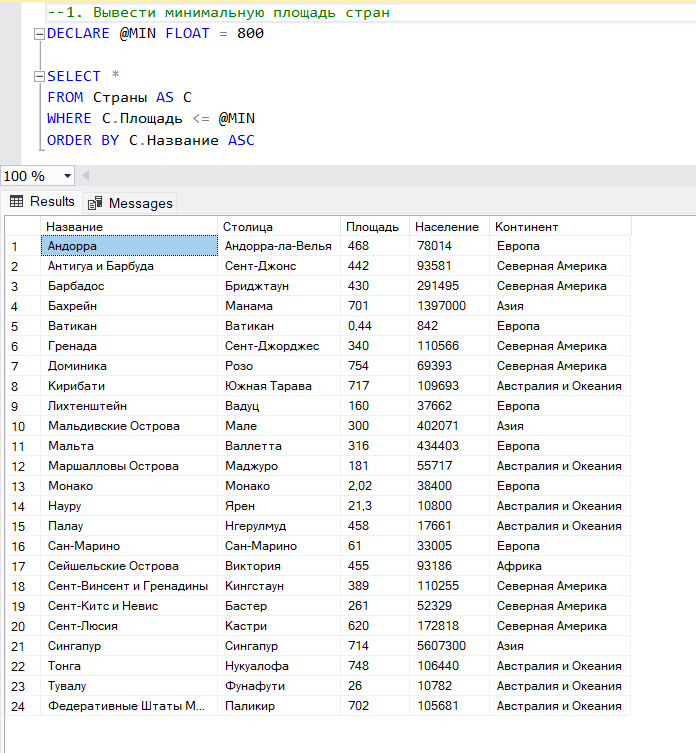 --1. Вывести минимальную площадь стран
DECLARE @MIN FLOAT = 800
SELECT *
FROM Страны AS C
WHERE C.Площадь <= @MIN
ORDER BY C.Название ASC
100 %
Results Messages
Название Столица Площадь Население Континент
1 Андорра Андорра-ла-Велья 468 78014 Европа
2 Антигуа и Барбуда Сент-Джонс 442 93581 Северная Америка
3 Барбадос Бриджтаун 430 291495 Северная Америка
4 Бахрейн Манама 701 1397000 Азия
5 Ватикан Ватикан 0,44 842 Европа
6 Гренада Сент-Джорджес 340 110566 Северная Америка
7 Доминика Розо 754 69393 Северная Америка
8 Кирибати Южная Тарава 717 109693 Австралия и Океания
9 Лихтенштейн Вадуц 160 37662 Европа
10 Мальдивские Острова Мале 300 402071 Азия
11 Мальта Валлетта 316 434403 Европа
12 Маршалловы Острова Маджуро 181 55717 Австралия и Океания
13 Монако Монако 2,02 38400 Европа
14 Науру Ярен 21,3 10800 Австралия и Океания
15 Палау Нгерулмуд 458 17661 Австралия и Океания
16 Сан-Марино Сан-Марино 61 33005 Европа
17 Сейшельские Острова Виктория 455 93186 Африка
18 Сент-Винсент и Гренадины Кингстаун 389 110255 Северная Америка
19 Сент-Китс и Невис Бастер 261 52329 Северная Америка
20 Сент-Люсия Кастри 620 172818 Северная Америка
21 Сингапур Сингапур 714 5607300 Азия
22 Тонга Нукуалофа 748 106440 Австралия и Океания
23 Тувалу Фунафути 26 10782 Австралия и Океания
24 Федеративные Штаты М... Паликир 702 105681 Австралия и Океания